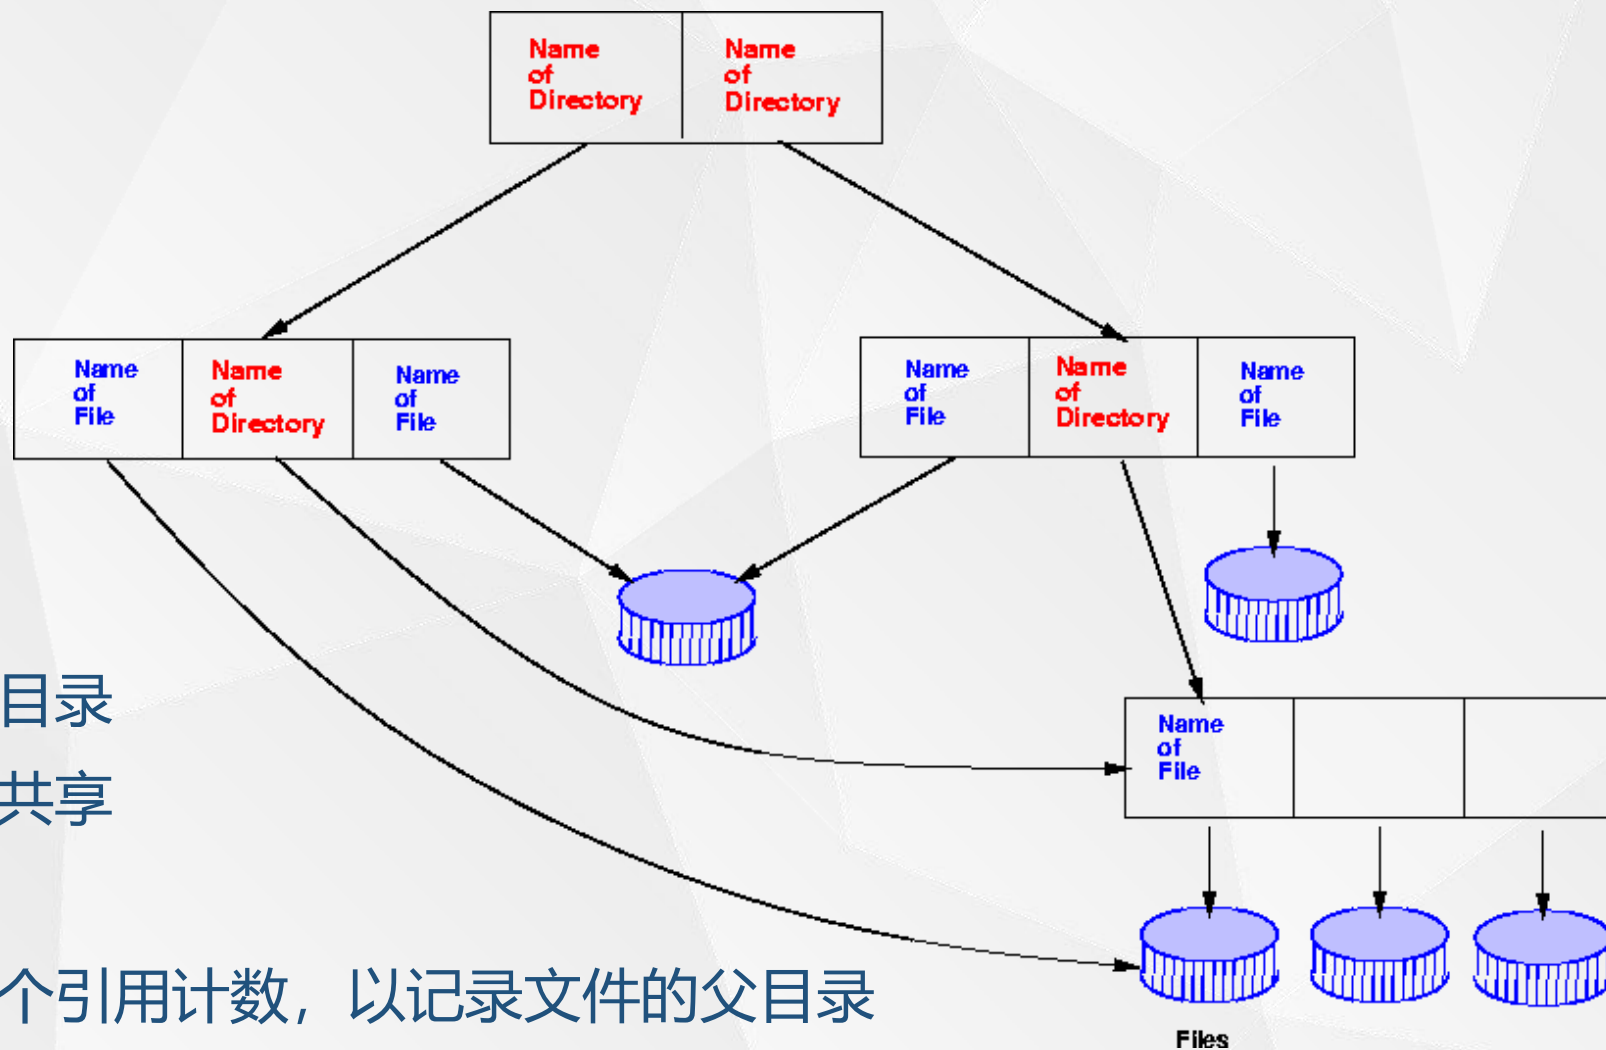 Name
of
Directory
Name
of
Directory
Name
of
File
Name
of
Directory
Name
of
File
Name
of
File
Name
of
Directory
Name
of
File
目录
共享
Name
of
File
个引用计数，以记录文件的父目录
Files